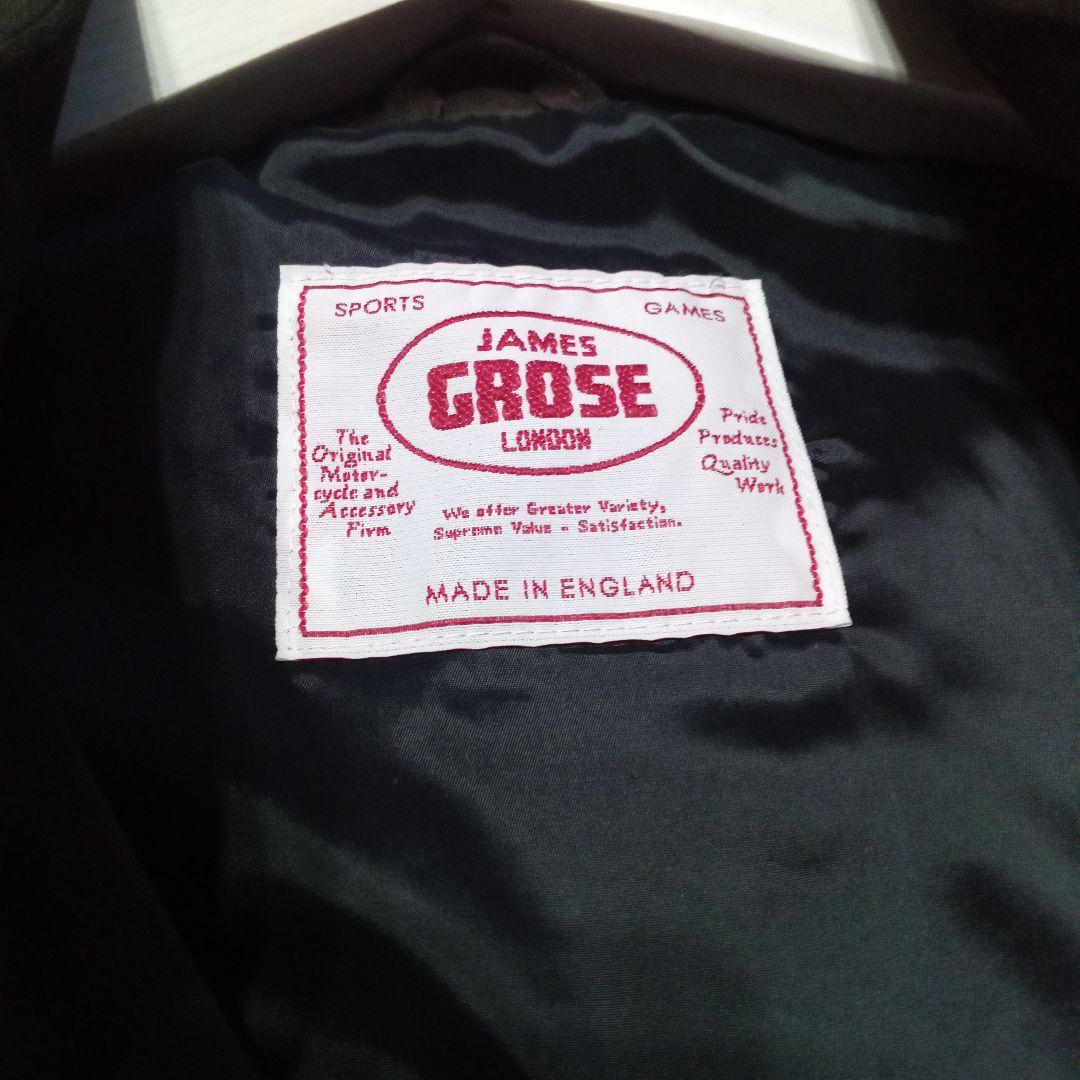 SPORTS GAMES
JAMES
GROSE
LONDON
The
Original
Motor-
cycle and
Accessory
Firm
Pride
Produces
Quality
Work
We offer Greater Variety,
Supreme Value - Satisfaction.
MADE IN ENGLAND